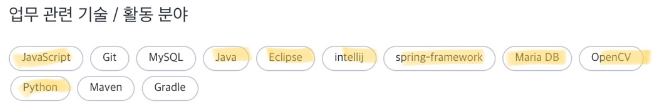 업무 관련 기술 / 활동 분야
JavaScript Git MySQL Java Eclipse intellij spring-framework Maria DB OpenCV
Python Maven Gradle